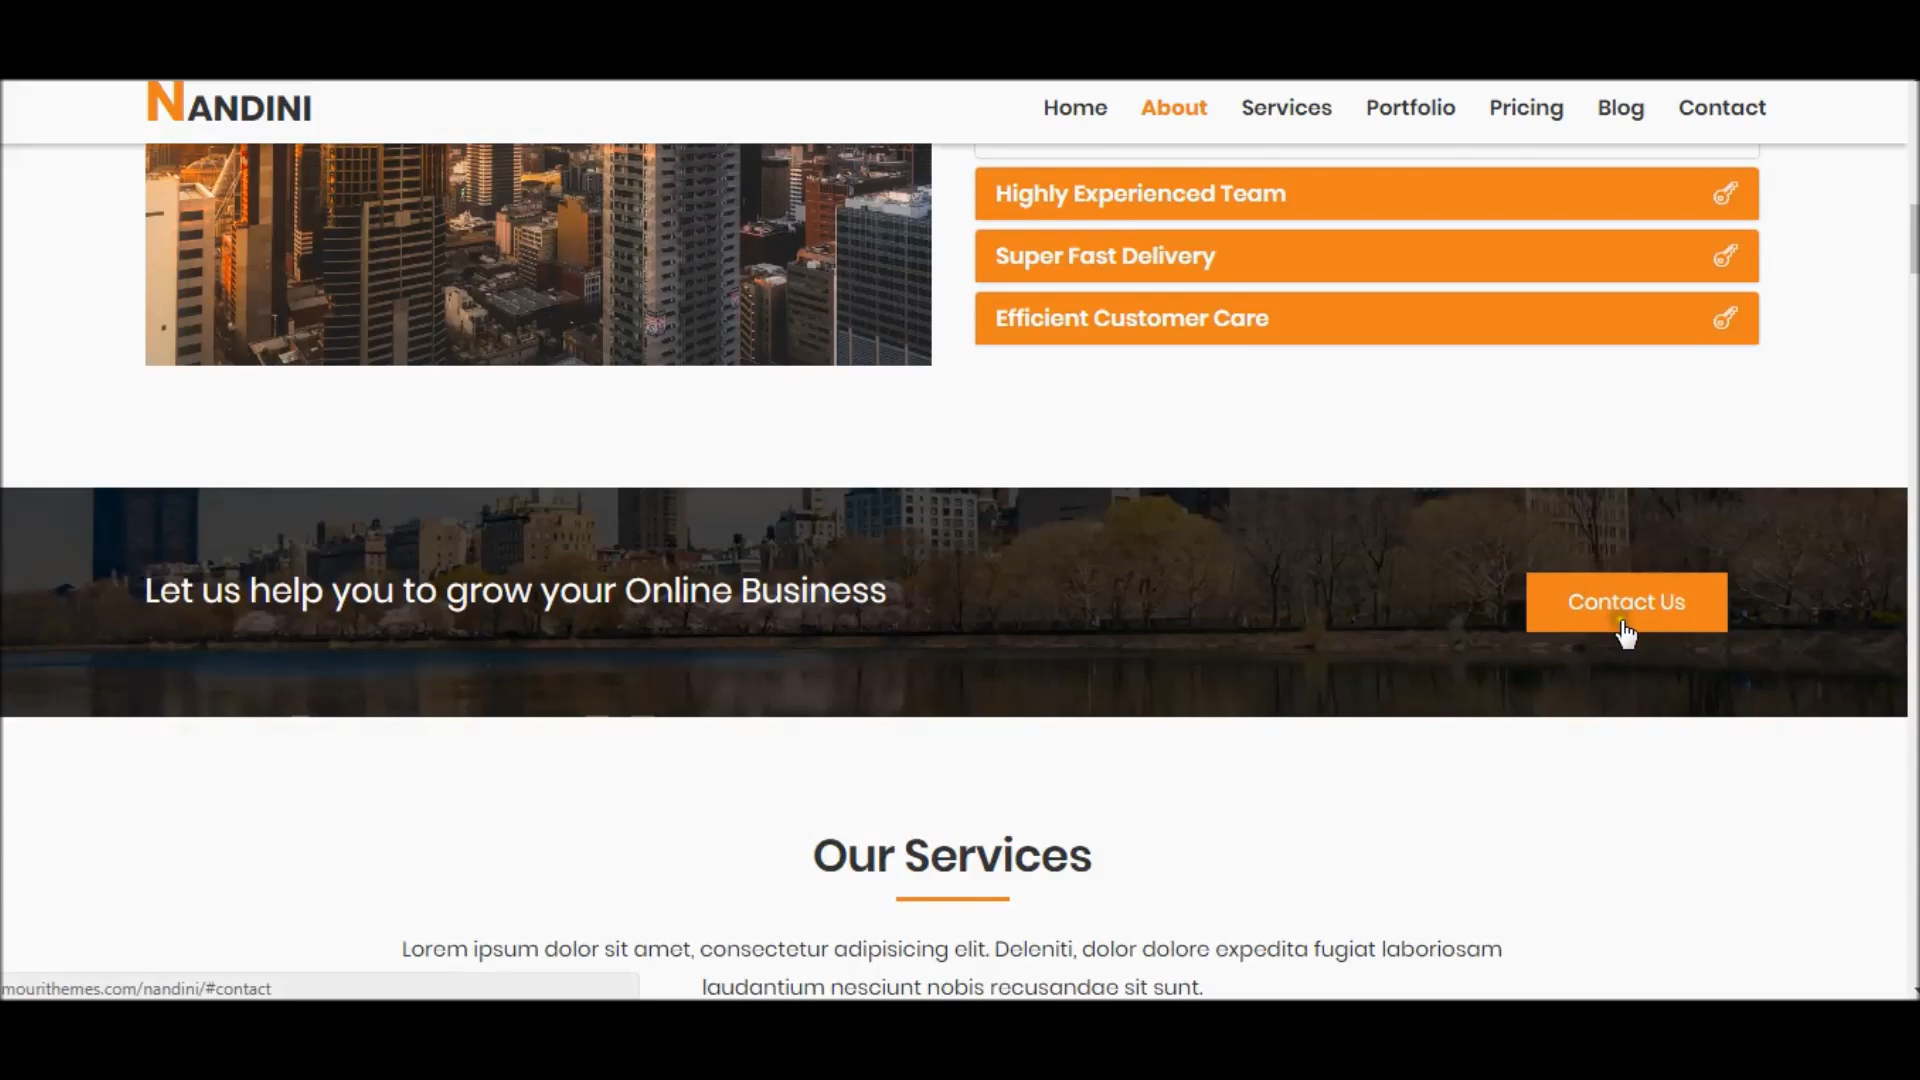 NANDINI
Home About Services Portfolio Pricing Blog Contact
Highly Experienced Team
Super Fast Delivery
Efficient Customer Care
Let us help you to grow your Online Business
Contact Us
Our Services
Lorem ipsum dolor sit amet, consectetur adipisicing elit. Deleniti, dolor dolore expedita fugiat laboriosam
laudantium nesciunt nobis recusandae sit sunt.
mourithemes.com/nandini/#contact